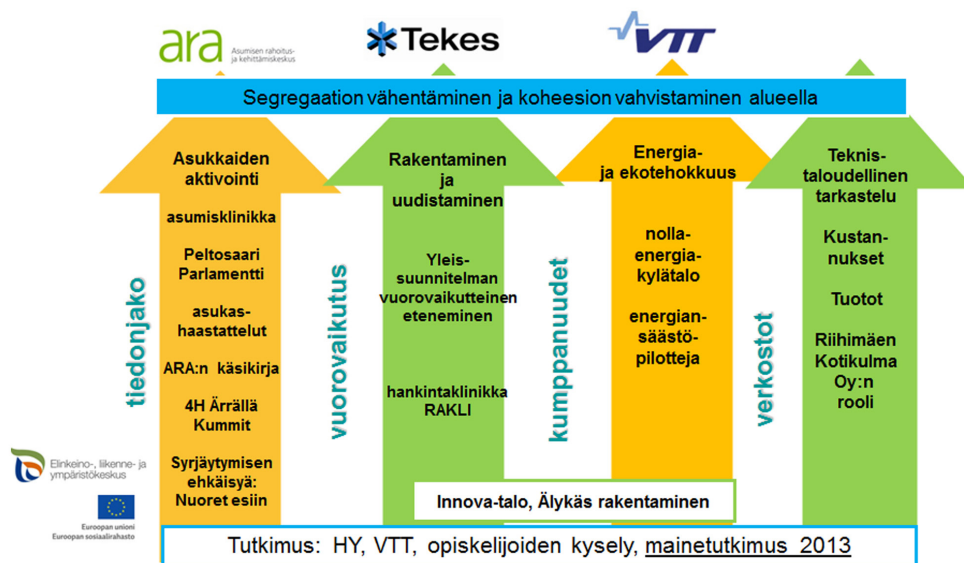 ara
Asumisen rahoitus-
ja kehittämiskeskus
Tekes
VTT
Segregaation vähentäminen ja koheesion vahvistaminen alueella
tiedonjako
Asukkaiden
aktivointi
asumisklinikka
Peltosaari
Parlamentti
asukas-
haastattelut
ARA:n käsikirja
4H Ärrällä
Kummit
Syrjäytymisen
ehkäisyä:
Nuoret esiin
vuorovaikutus
Rakentaminen
ja
uudistaminen
Yleis-
suunnitelman
vuorovaikutteinen
eteneminen
hankintaklinikka
RAKLI
kumppanuudet
Energia-
ja ekotehokkuus
nolla-
energia-
kylätalo
energian-
säästö-
pilotteja
verkostot
Teknis-
taloudellinen
tarkastelu
Kustan-
nukset
Tuotot
Riihimäen
Kotikulma
Oy:n
rooli
Elinkeino-, liikenne- ja
ympäristökeskus
Euroopan unioni
Euroopan sosiaalirahasto
Innova-talo, Älykäs rakentaminen
Tutkimus: HY, VTT, opiskelijoiden kysely, mainetutkimus 2013